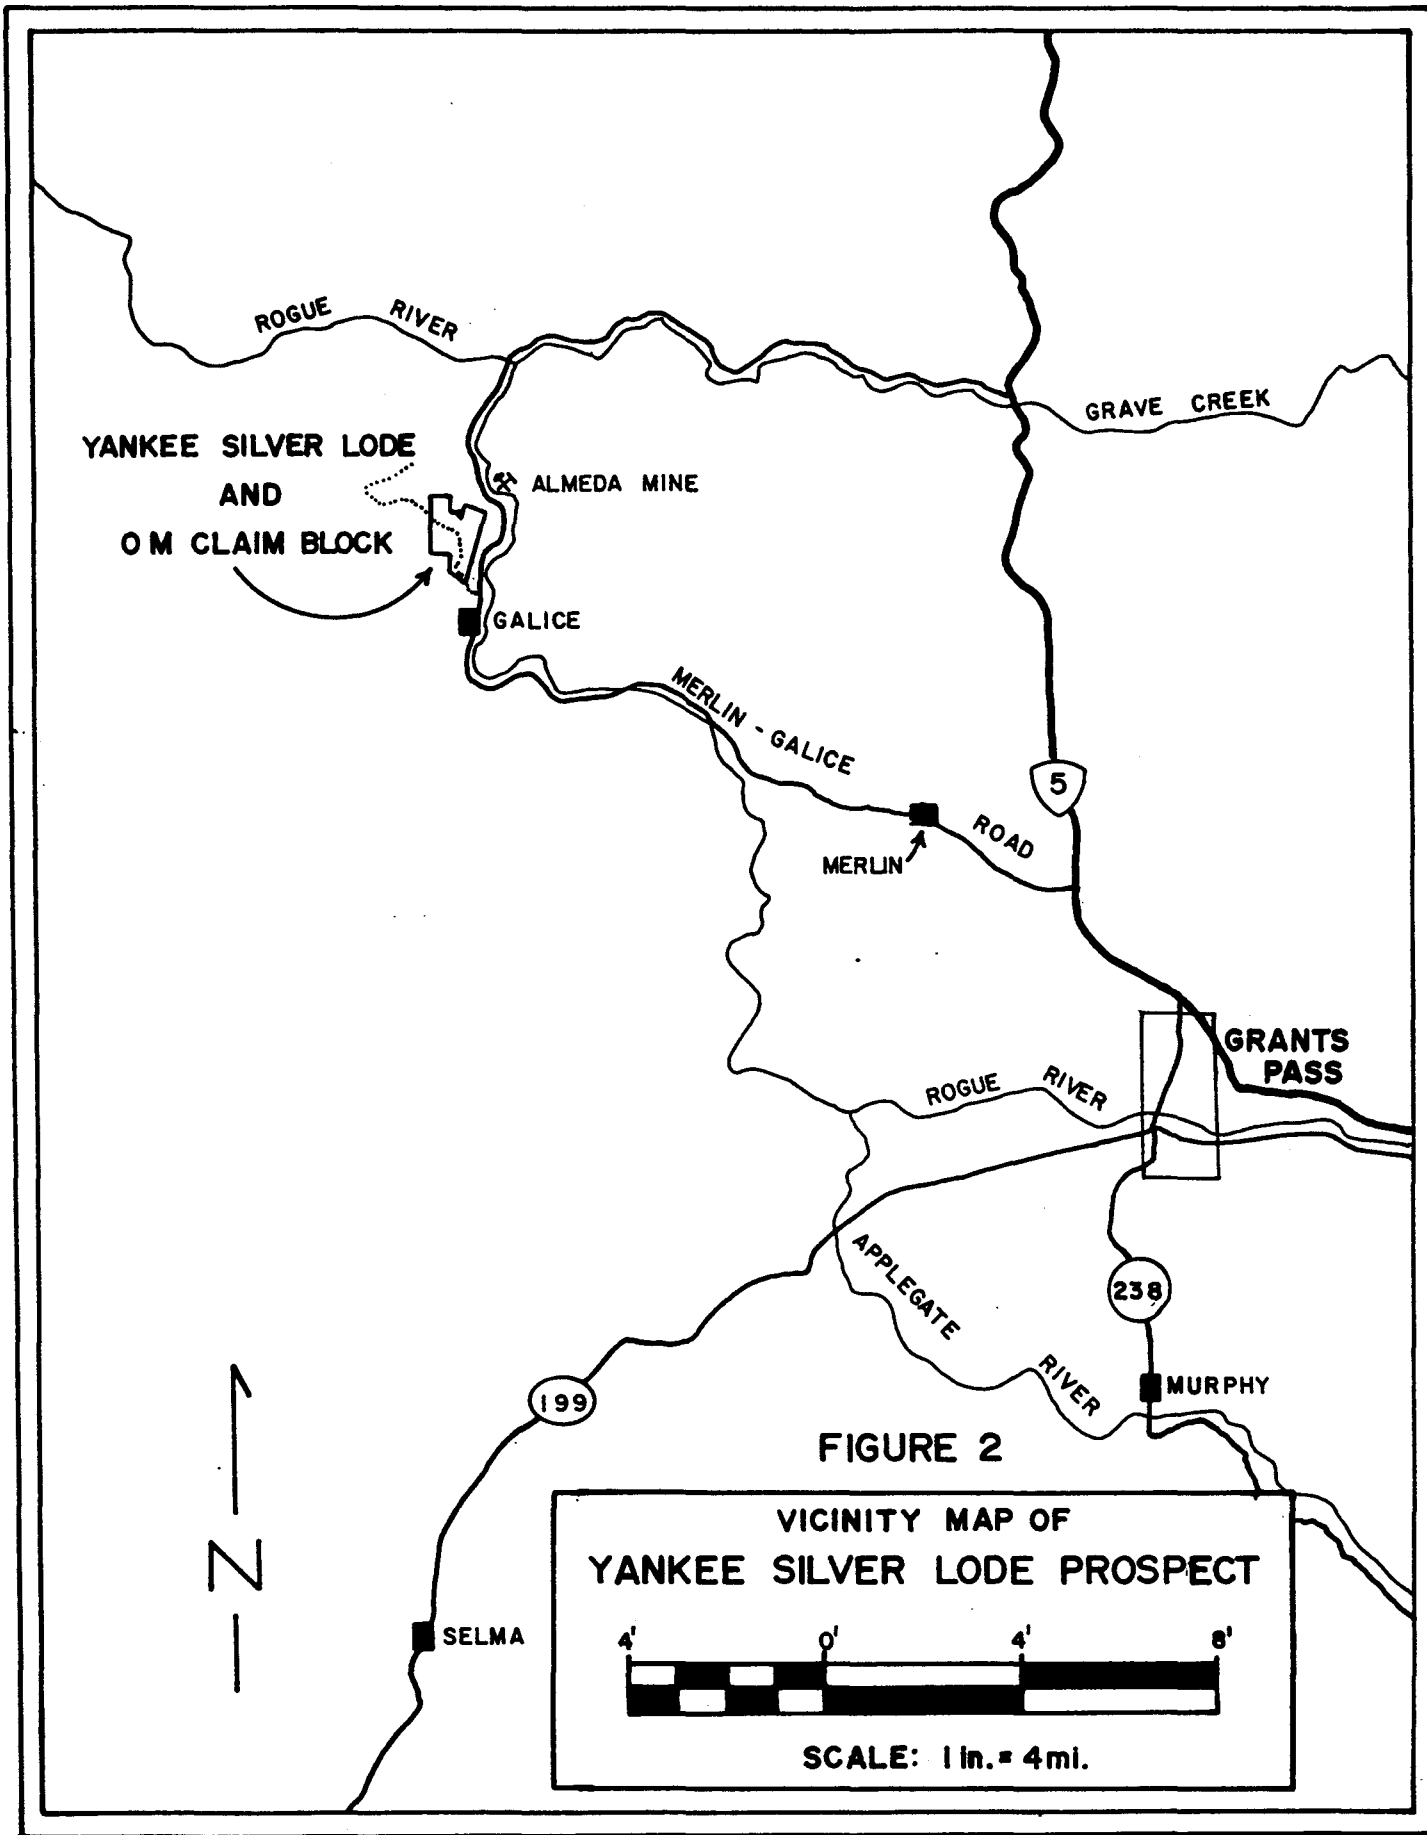 ROGUE RIVER
GRAVE CREEK
YANKEE SILVER LODE
AND
OM CLAIM BLOCK
ALMEDA MINE
GALICE
MERLIN - GALICE ROAD
5
MERLIN
GRANTS
PASS
ROGUE RIVER
APPLEGATE RIVER
238
MURPHY
199
SELMA
N
FIGURE 2
VICINITY MAP OF
YANKEE SILVER LODE PROSPECT
4' 0' 4' 8'
SCALE: 1 in. = 4 mi.